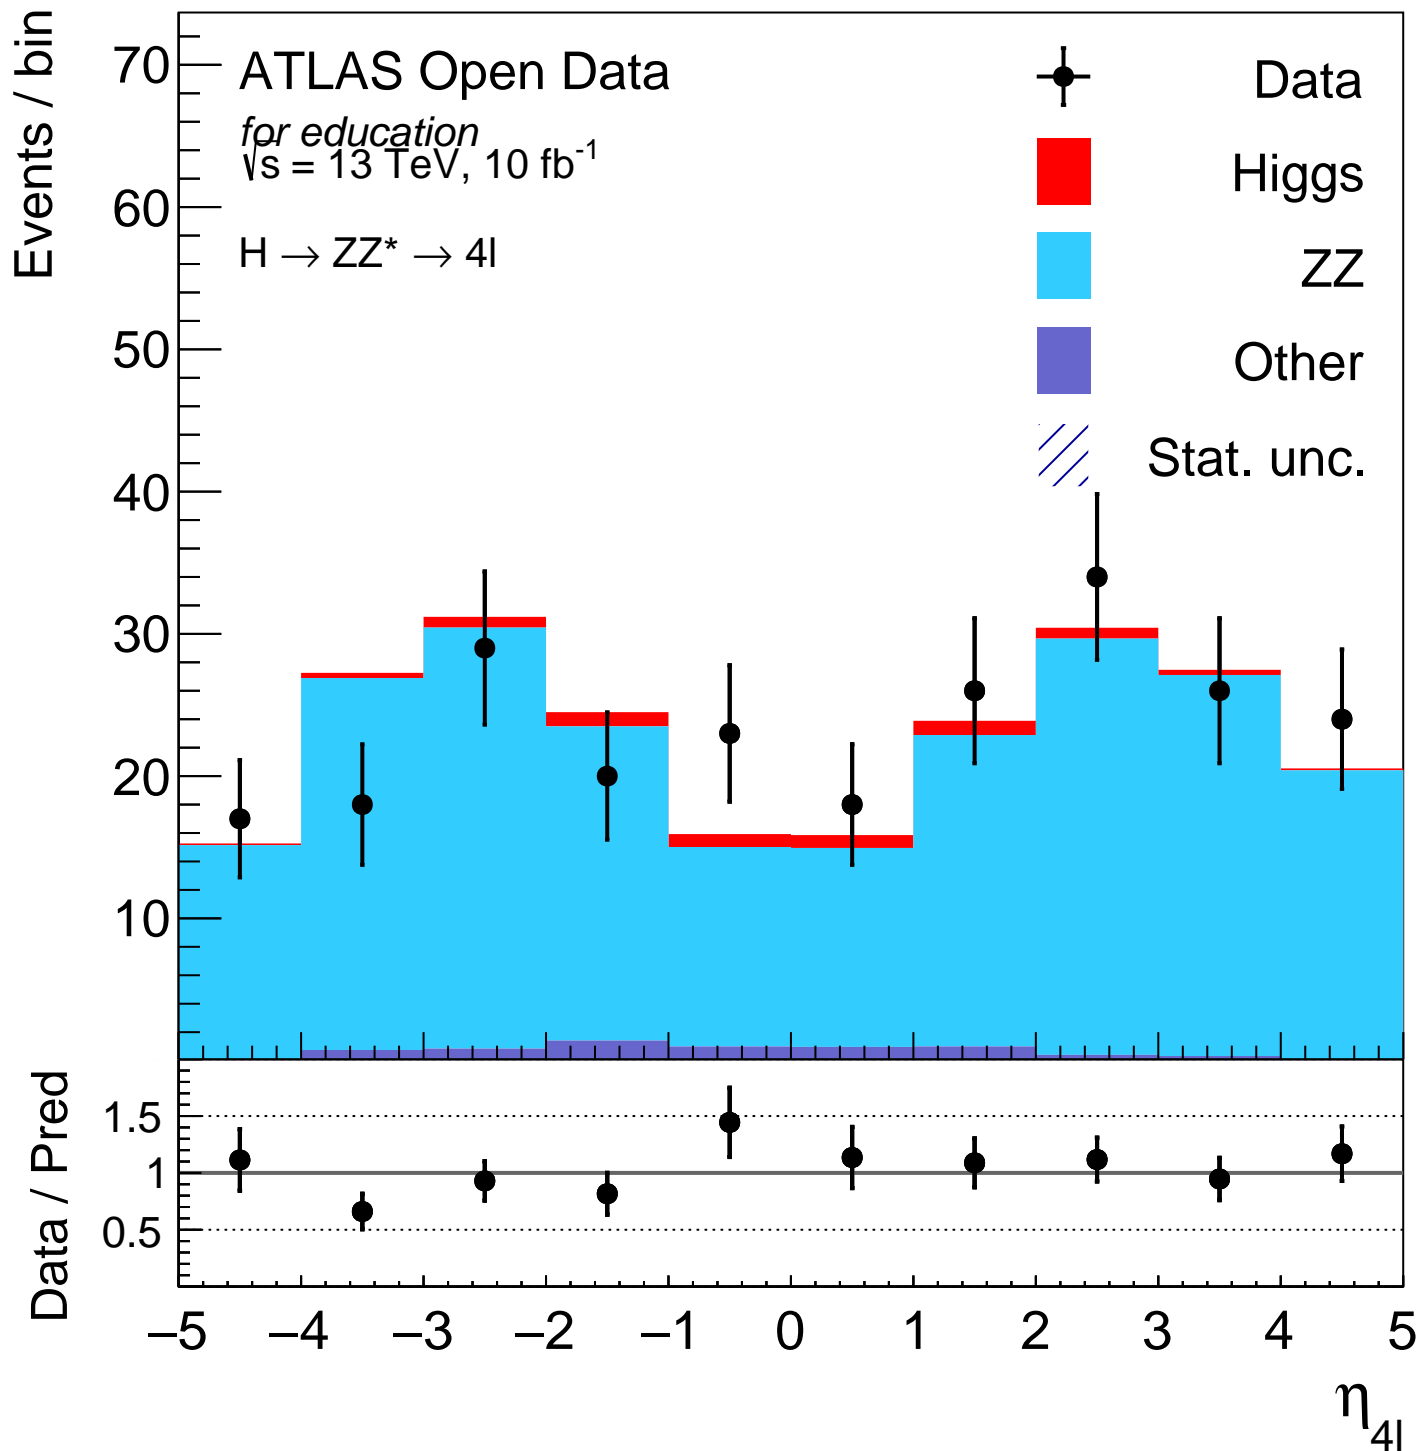 Events / bin
70
60
50
40
30
20
10
ATLAS Open Data
for education
√s = 13 TeV, 10 fb⁻¹
H → ZZ* → 4l
Data
Higgs
ZZ
Other
Stat. unc.
Data / Pred
1.5
1
0.5
−5 −4 −3 −2 −1 0 1 2 3 4 5
η4l